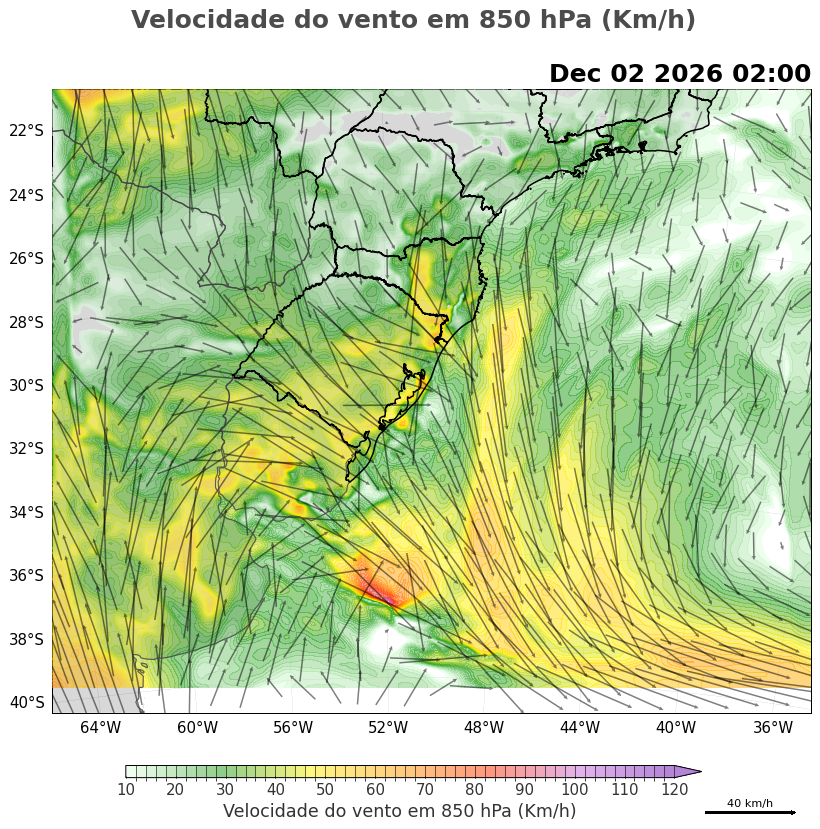 Velocidade do vento em 850 hPa (Km/h)
Dec 02 2026 02:00
22°S
24°S
26°S
28°S
30°S
32°S
34°S
36°S
38°S
40°S
64°W 60°W 56°W 52°W 48°W 44°W 40°W 36°W
10 20 30 40 50 60 70 80 90 100 110 120
Velocidade do vento em 850 hPa (Km/h)
40 km/h